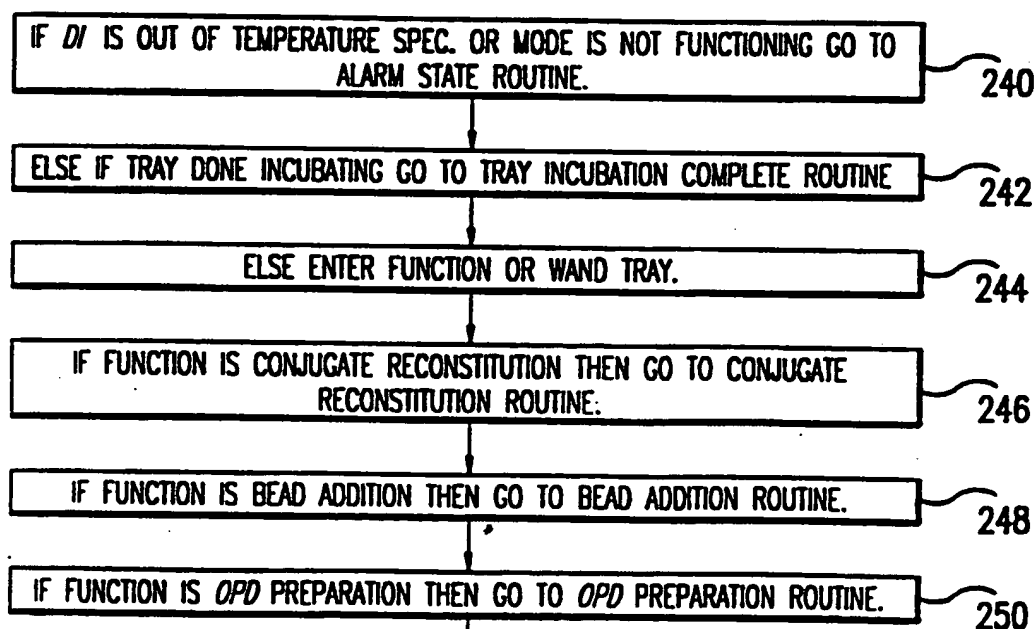 IF DI IS OUT OF TEMPERATURE SPEC. OR MODE IS NOT FUNCTIONING GO TO
ALARM STATE ROUTINE.
240
ELSE IF TRAY DONE INCUBATING GO TO TRAY INCUBATION COMPLETE ROUTINE
242
ELSE ENTER FUNCTION OR WAND TRAY.
244
IF FUNCTION IS CONJUGATE RECONSTITUTION THEN GO TO CONJUGATE
RECONSTITUTION ROUTINE.
246
IF FUNCTION IS BEAD ADDITION THEN GO TO BEAD ADDITION ROUTINE.
248
IF FUNCTION IS OPD PREPARATION THEN GO TO OPD PREPARATION ROUTINE.
250